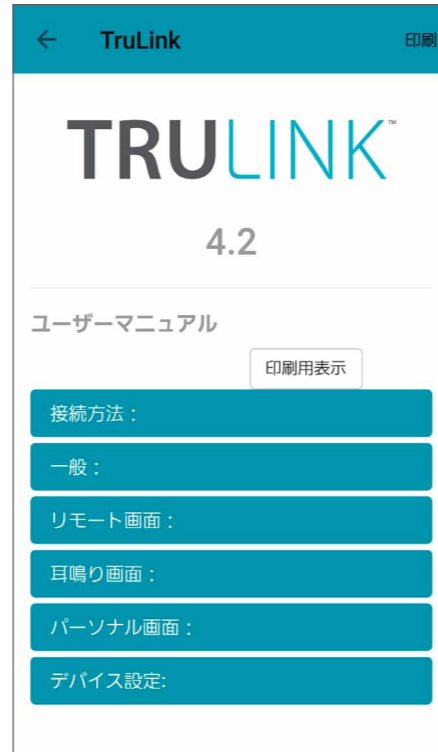 ← TruLink 印刷
TRULINK™
4.2
ユーザーマニュアル
印刷用表示
接続方法：
一般：
リモート画面：
耳鳴り画面：
パーソナル画面：
デバイス設定: